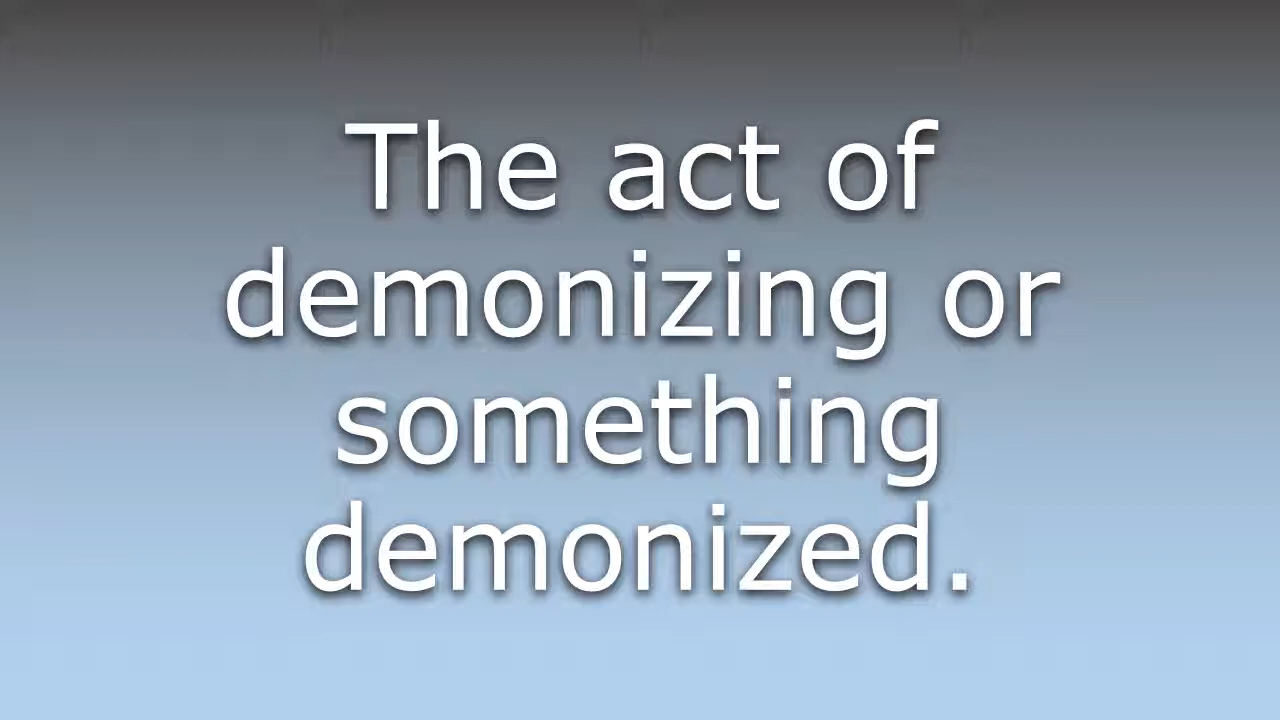 The act of
demonizing or
something
demonized.